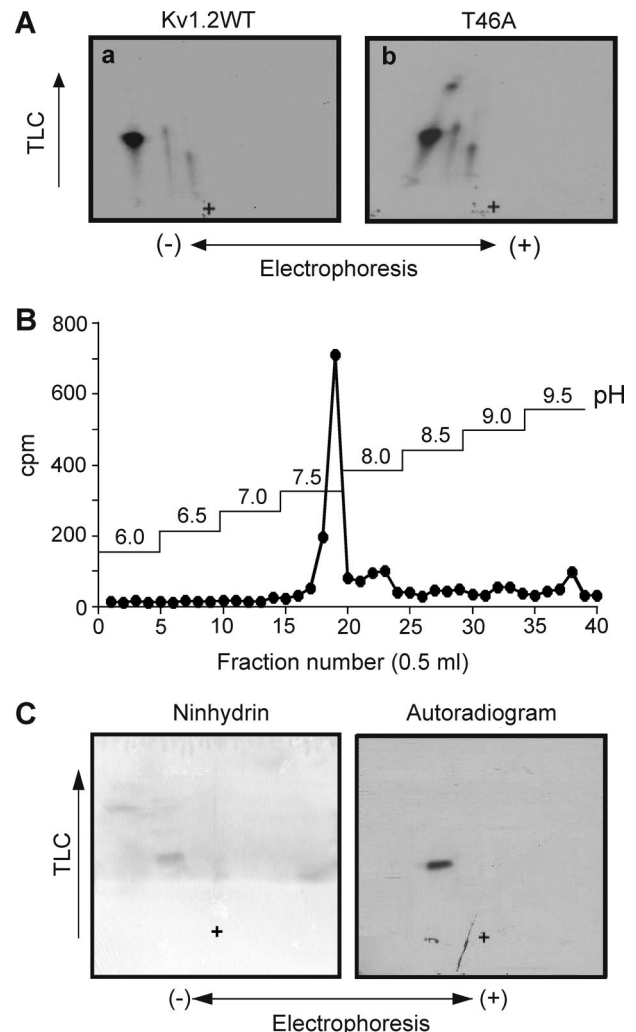 A
Kv1.2WT
T46A
a
b
TLC
+
+
(-)
(+)
Electrophoresis
B
800
600
400
200
0
cpm
6.0
6.5
7.0
7.5
8.0
8.5
9.0
9.5
pH
0 5 10 15 20 25 30 35 40
Fraction number (0.5 ml)
C
Ninhydrin
Autoradiogram
TLC
+
+
(-)
(+)
Electrophoresis